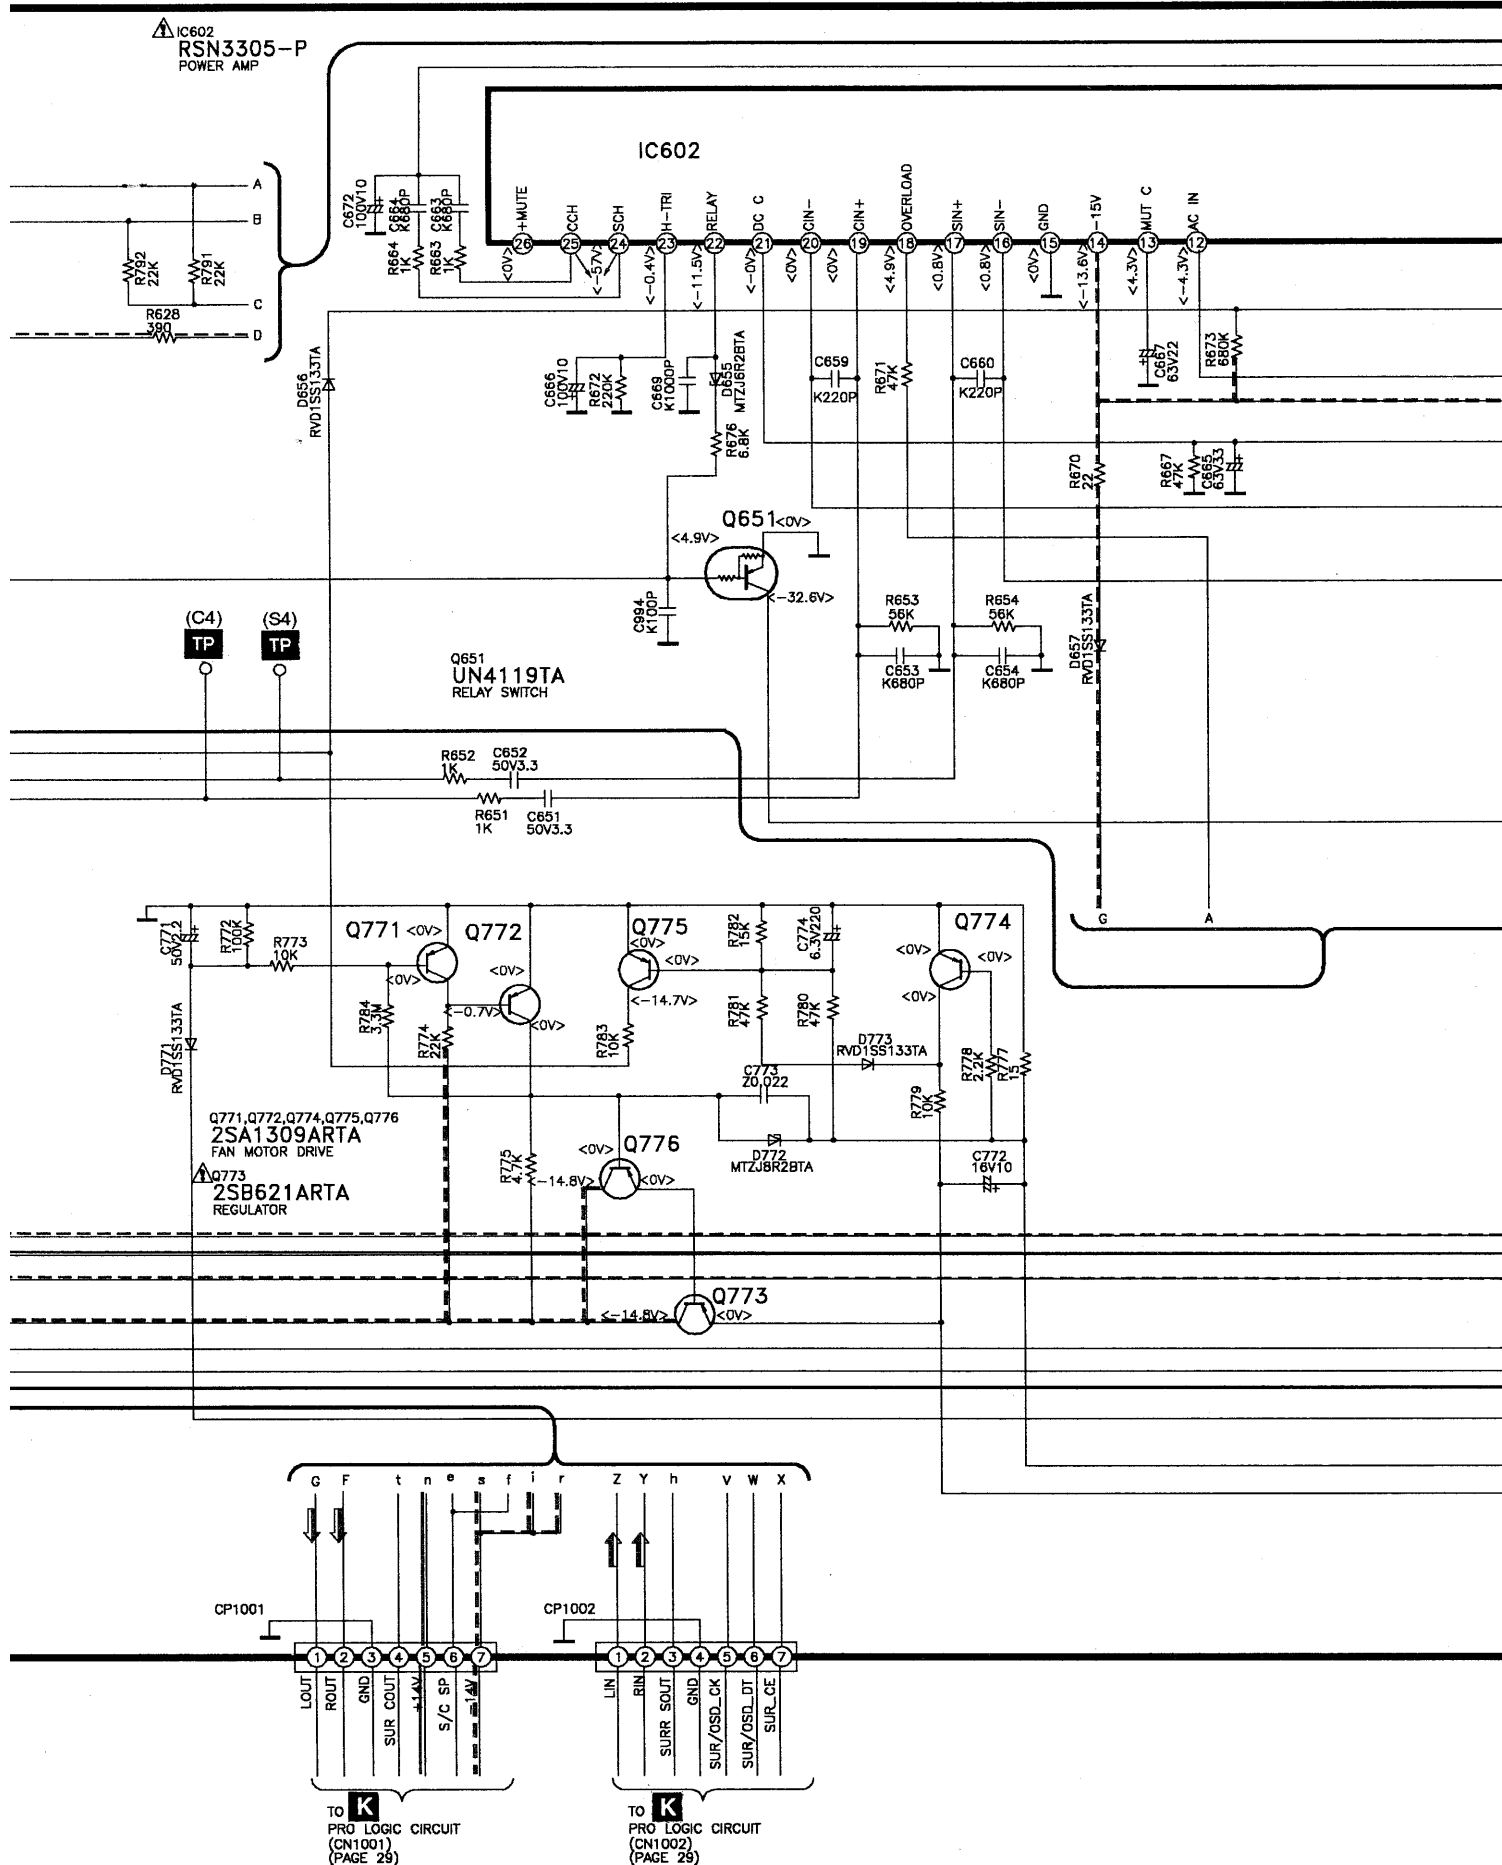 ⚠ IC602
RSN3305-P
POWER AMP
IC602
A
B
C
D
R792
22K
R791
22K
R628
390
C672
100V10
C664
K680P
C663
K680P
R664
1K
R663
1K
+MUTE
CCH
SCH
H-TRI
RELAY
DC C
CIN-
CIN+
OVERLOAD
SIN+
SIN-
GND
-15V
MUT C
AC IN
26 25 24 23 22 21 20 19 18 17 16 15 14 13 12
<0V>
<-57V>
<-0.4V>
<-11.5V>
<-0V>
<0V>
<0V>
<4.9V>
<0.8V>
<0.8V>
<0V>
<-13.6V>
<-4.3V>
<-4.3V>
D656
RVD1SS133TA
C666
100V10
R672
220K
C669
K1000P
D655
MTZJ6R2BTA
R676
6.8K
C659
K220P
R671
47K
C660
K220P
C667
63V22
R673
680K
R670
22
R667
47K
C665
63V33
Q651
<0V>
<4.9V>
<-32.6V>
C994
K100P
(C4)
TP
(S4)
TP
Q651
UN4119TA
RELAY SWITCH
R653
56K
C653
K680P
R654
56K
C654
K680P
D657
RVD1SS133TA
R652
1K
C652
50V3.3
R651
1K
C651
50V3.3
G
A
C771
50V2.2
R772
100K
R773
10K
Q771
<0V>
<0V>
Q772
<0V>
<-0.7V>
<0V>
Q775
<0V>
<0V>
<-14.7V>
R782
15K
C774
6.3V220
Q774
<0V>
<0V>
<0V>
D771
RVD1SS133TA
R784
3.3M
R774
22K
R783
10K
R781
47K
R780
47K
D773
RVD1SS133TA
R778
2.2K
R777
15
R779
10K
C773
Z0.022
D772
MTZJ8R2BTA
C772
16V10
Q771,Q772,Q774,Q775,Q776
2SA1309ARTA
FAN MOTOR DRIVE
⚠ Q773
2SB621ARTA
REGULATOR
R775
4.7K
Q776
<0V>
<-14.8V>
<0V>
Q773
<-14.8V>
<0V>
G F t n e s f i r
Z Y h V W X
CP1001
CP1002
1 2 3 4 5 6 7
1 2 3 4 5 6 7
LOUT
ROUT
GND
SUR COUT
+14V
S/C SP
-14V
LIN
RIN
SURR SOUT
GND
SUR/OSD_CK
SUR/OSD_DT
SUR_CE
TO K
PRO LOGIC CIRCUIT
(CN1001)
(PAGE 29)
TO K
PRO LOGIC CIRCUIT
(CN1002)
(PAGE 29)